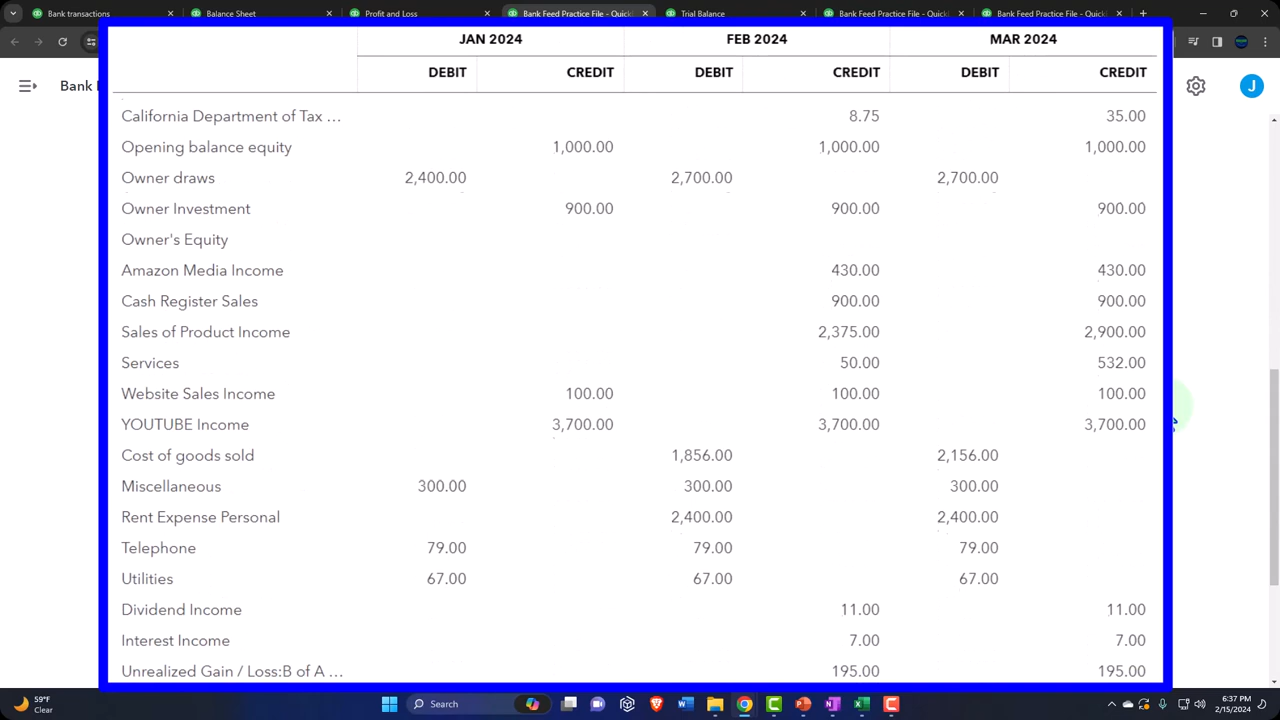 Profit and Loss
Trial Balance
Bank Feed Practice File - Quick
Bank Feed Practice File - Quick
Bank
J
JAN 2024 FEB 2024 MAR 2024
DEBIT CREDIT DEBIT CREDIT DEBIT CREDIT
California Department of Tax … 8.75 35.00
Opening balance equity 1,000.00 1,000.00 1,000.00
Owner draws 2,400.00 2,700.00 2,700.00
Owner Investment 900.00 900.00 900.00
Owner's Equity
Amazon Media Income 430.00 430.00
Cash Register Sales 900.00 900.00
Sales of Product Income 2,375.00 2,900.00
Services 50.00 532.00
Website Sales Income 100.00 100.00 100.00
YOUTUBE Income 3,700.00 3,700.00 3,700.00
Cost of goods sold 1,856.00 2,156.00
Miscellaneous 300.00 300.00 300.00
Rent Expense Personal 2,400.00 2,400.00
Telephone 79.00 79.00 79.00
Utilities 67.00 67.00 67.00
Dividend Income 11.00 11.00
Interest Income 7.00 7.00
Unrealized Gain / Loss:B of A … 195.00 195.00
59°F
Clear
Search
6:37 PM
2/15/2024